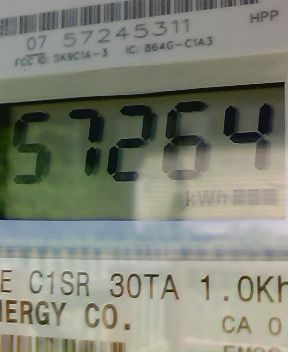 HPP
07 57245311
FCC ID: SK9C1A-3 IC: 864G-C1A3
57264
kWh
E C1SR 30TA 1.0Kh
NERGY CO.
CA 0